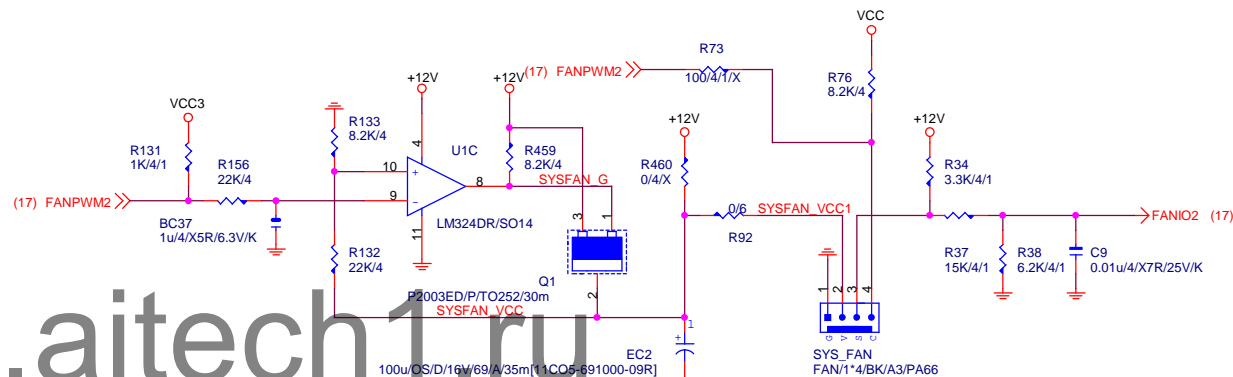 VCC
R73
(17) FANPWM2
100/4/1/X
R76
8.2K/4
+12V
+12V
VCC3
R133
8.2K/4
+12V
+12V
R131
1K/4/1
R156
22K/4
4
U1C
R459
8.2K/4
R460
0/4/X
R34
3.3K/4/1
10
+
8
SYSFAN_G
(17) FANPWM2
9
-
0/6
SYSFAN_VCC1
FANIO2 (17)
BC37
1u/4/X5R/6.3V/K
11
LM324DR/SO14
3
1
R92
R132
22K/4
R37
15K/4/1
R38
6.2K/4/1
C9
0.01u/4/X7R/25V/K
Q1
1
2
3
4
P2003ED/P/TO252/30m
2
SYSFAN_VCC
1
G
V
S
C
+
EC2
100u/OS/D/16V/69/A/35m[11CO5-691000-09R]
SYS_FAN
FAN/1*4/BK/A3/PA66
.aitech1.ru